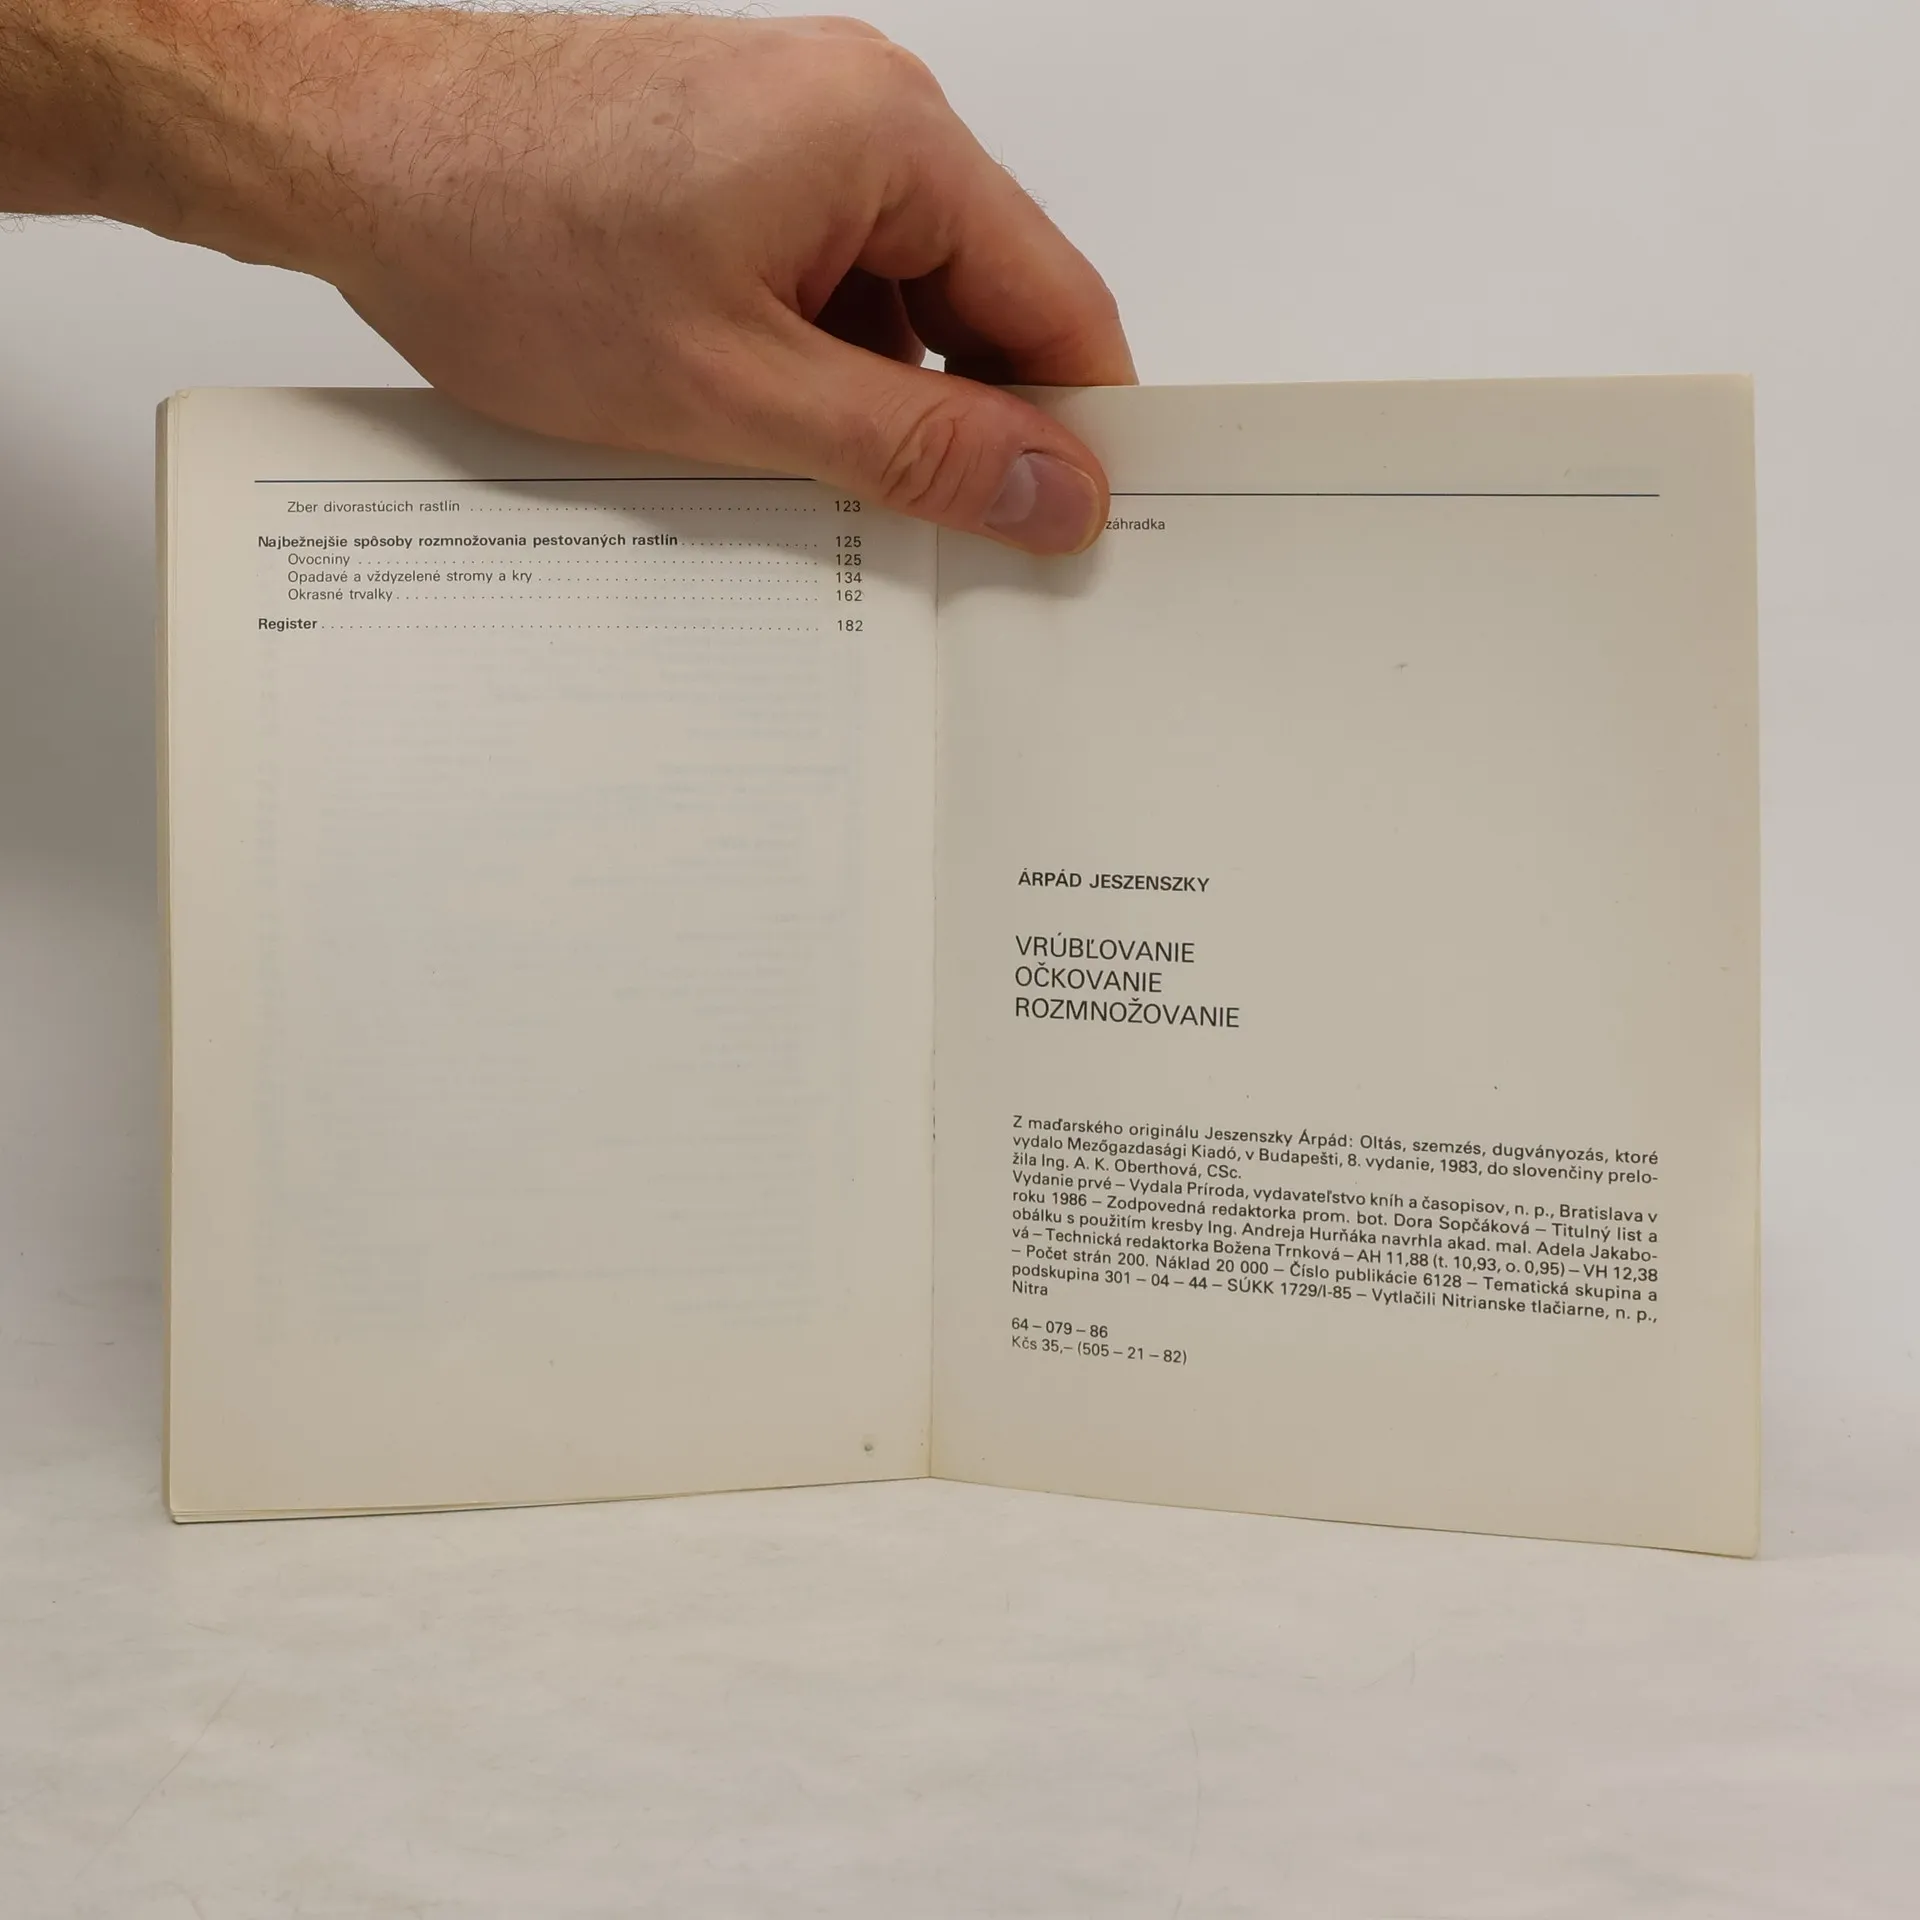 Zber divorastúcich rastlín . . . . . . . . . . . . . . . . . . . . . . . . . . . . . . . . . . . . . . 123
Najbežnejšie spôsoby rozmnožovania pestovaných rastlín . . . . . . . . . . . . . . . 125
Ovocniny . . . . . . . . . . . . . . . . . . . . . . . . . . . . . . . . . . . . . . . . . . . . . . . . . . 125
Opadavé a vždyzelené stromy a kry . . . . . . . . . . . . . . . . . . . . . . . . . . . . . . 134
Okrasné trvalky . . . . . . . . . . . . . . . . . . . . . . . . . . . . . . . . . . . . . . . . . . . . . . 162
Register . . . . . . . . . . . . . . . . . . . . . . . . . . . . . . . . . . . . . . . . . . . . . . . . . . . . . 182
záhradka
ÁRPÁD JESZENSZKY
VRÚBĽOVANIE
OČKOVANIE
ROZMNOŽOVANIE
Z maďarského originálu Jeszenszky Árpád: Oltás, szemzés, dugványozás, ktoré
vydalo Mezőgazdasági Kiadó, v Budapešti, 8. vydanie, 1983, do slovenčiny prelo-
žila Ing. A. K. Oberthová, CSc.
Vydanie prvé – Vydala Príroda, vydavateľstvo kníh a časopisov, n. p., Bratislava v
roku 1986 – Zodpovedná redaktorka prom. bot. Dora Sopčáková – Titulný list a
obálku s použitím kresby Ing. Andreja Hurňáka navrhla akad. mal. Adela Jakabo-
vá – Technická redaktorka Božena Trnková – AH 11,88 (t. 10,93, o. 0,95) – VH 12,38
– Počet strán 200. Náklad 20 000 – Číslo publikácie 6128 – Tematická skupina a
podskupina 301 – 04 – 44 – SÚKK 1729/I-85 – Vytlačili Nitrianske tlačiarne, n. p.,
Nitra
64 – 079 – 86
Kčs 35,– (505 – 21 – 82)